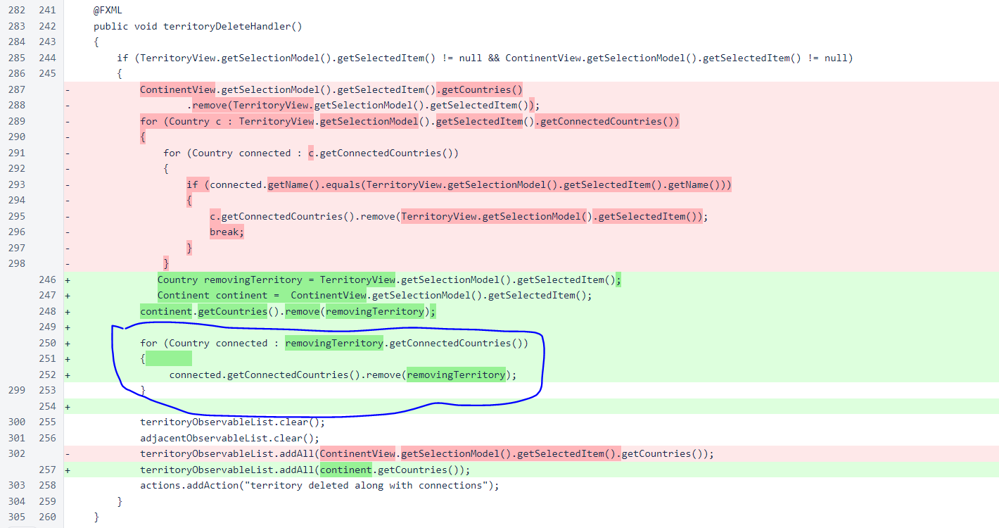 282 241 @FXML
283 242 public void territoryDeleteHandler()
284 243 {
285 244 if (TerritoryView.getSelectionModel().getSelectedItem() != null && ContinentView.getSelectionModel().getSelectedItem() != null)
286 245 {
287 - ContinentView.getSelectionModel().getSelectedItem().getCountries()
288 - .remove(TerritoryView.getSelectionModel().getSelectedItem());
289 - for (Country c : TerritoryView.getSelectionModel().getSelectedItem().getConnectedCountries())
290 - {
291 - for (Country connected : c.getConnectedCountries())
292 - {
293 - if (connected.getName().equals(TerritoryView.getSelectionModel().getSelectedItem().getName()))
294 - {
295 - c.getConnectedCountries().remove(TerritoryView.getSelectionModel().getSelectedItem());
296 - break;
297 - }
298 - }
246 + Country removingTerritory = TerritoryView.getSelectionModel().getSelectedItem();
247 + Continent continent =  ContinentView.getSelectionModel().getSelectedItem();
248 + continent.getCountries().remove(removingTerritory);
249 +
250 + for (Country connected : removingTerritory.getConnectedCountries())
251 + {
252 + connected.getConnectedCountries().remove(removingTerritory);
299 253 }
254 +
300 255 territoryObservableList.clear();
301 256 adjacentObservableList.clear();
302 - territoryObservableList.addAll(ContinentView.getSelectionModel().getSelectedItem().getCountries());
257 + territoryObservableList.addAll(continent.getCountries());
303 258 actions.addAction("territory deleted along with connections");
304 259 }
305 260 }